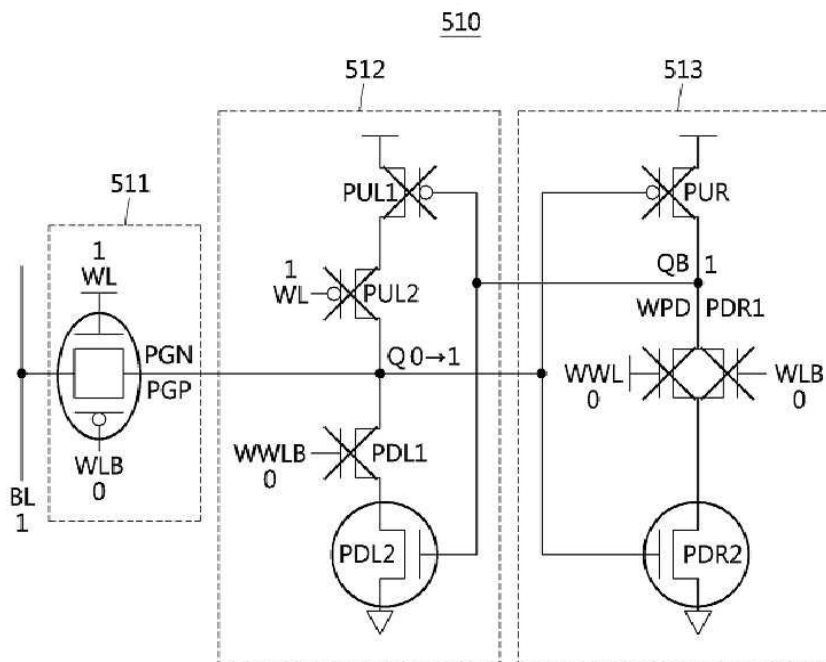 510
512
513
511
PUL1
PUR
1
WL
1
WL
PUL2
QB 1
WPD PDR1
PGN
PGP
Q 0→1
WWL
0
WLB
0
WLB
0
WWLB
0
PDL1
BL
1
PDL2
PDR2